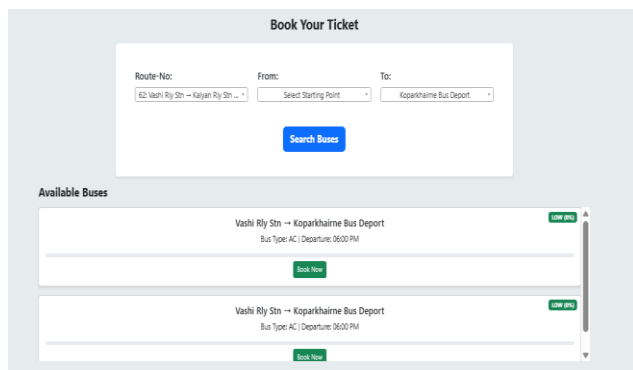 Book Your Ticket
Route-No: From: To:
62: Vashi Rly Stn → Kalyan Rly Stn ... Select Starting Point Koparkhairne Bus Deport
Search Buses
Available Buses
LOW (0%)
Vashi Rly Stn → Koparkhairne Bus Deport
Bus Type: AC | Departure: 06:00 PM
Book Now
LOW (0%)
Vashi Rly Stn → Koparkhairne Bus Deport
Bus Type: AC | Departure: 06:00 PM
Book Now